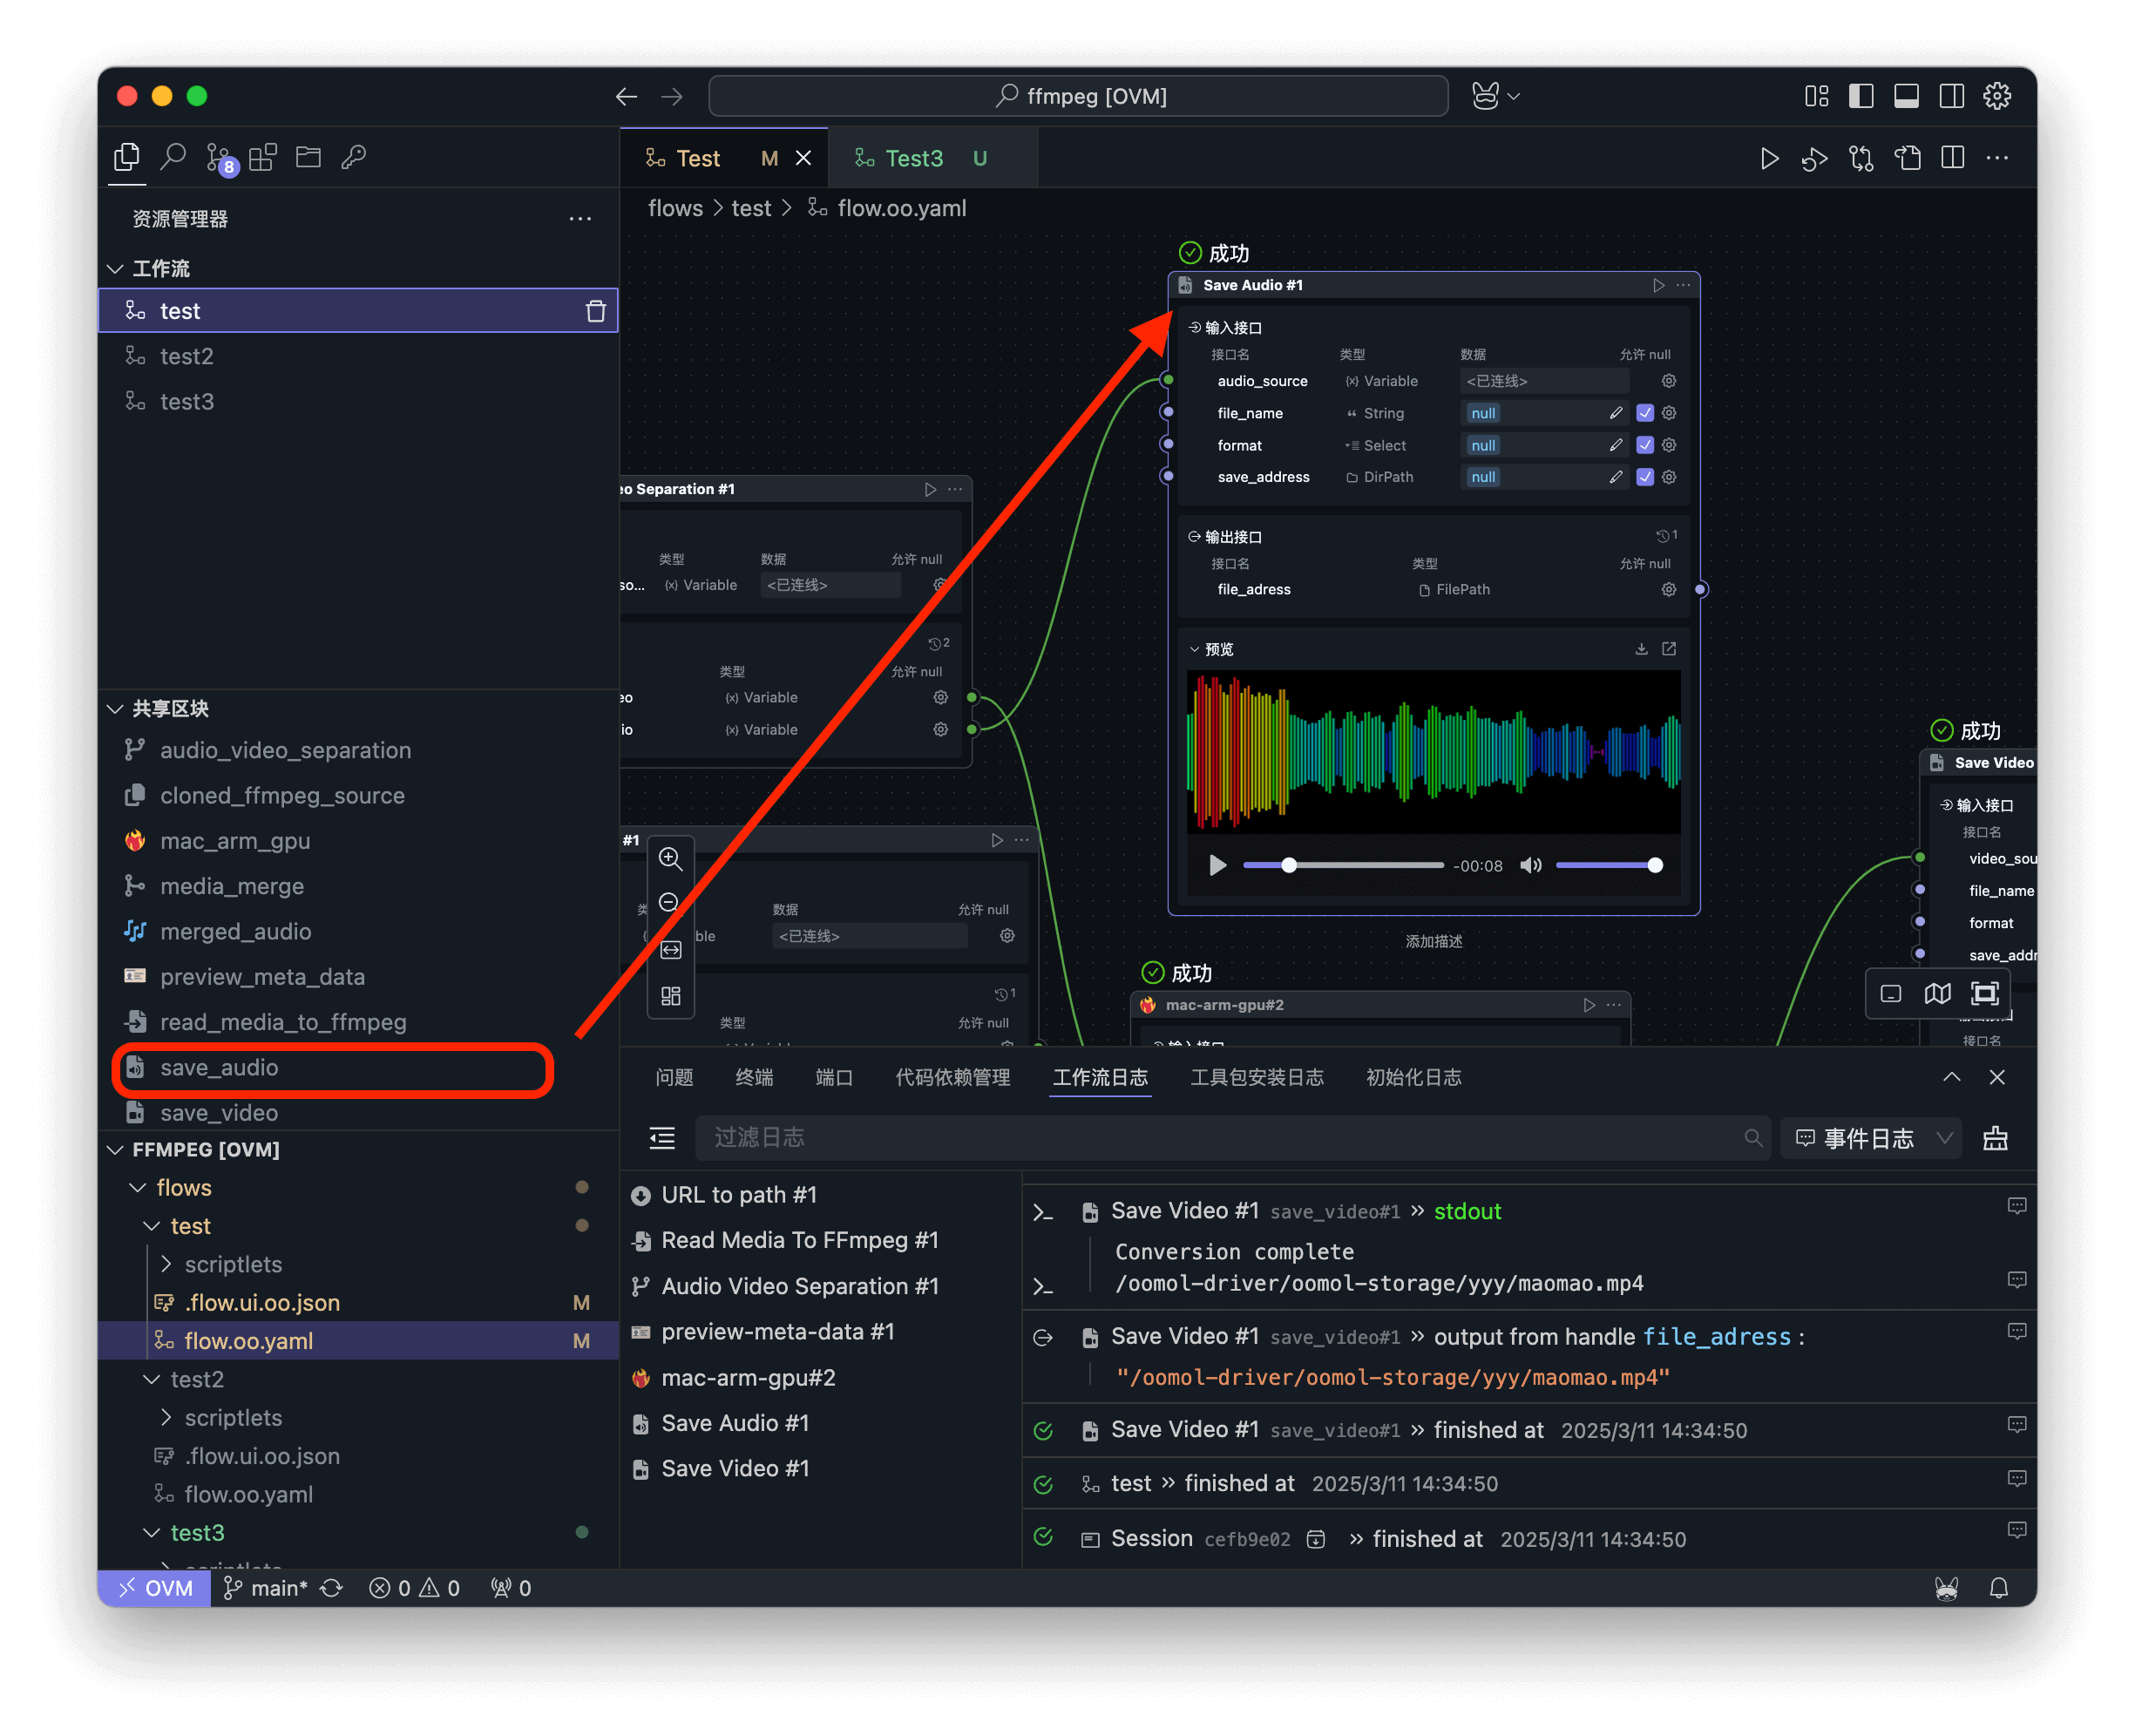 ffmpeg [OVM]
8
Test M
Test3 U
资源管理器
工作流
test
test2
test3
共享区块
audio_video_separation
cloned_ffmpeg_source
mac_arm_gpu
media_merge
merged_audio
preview_meta_data
read_media_to_ffmpeg
save_audio
save_video
FFMPEG [OVM]
flows
test
scriptlets
.flow.ui.oo.json M
flow.oo.yaml M
test2
scriptlets
.flow.ui.oo.json
flow.oo.yaml
test3
scriptlets
flows > test > flow.oo.yaml
成功
Save Audio #1
输入接口
接口名 类型 数据 允许 null
audio_source Variable <已连线>
file_name String null
format Select null
save_address DirPath null
输出接口 1
接口名 类型 允许 null
file_adress FilePath
预览
-00:08
添加描述
eo Separation #1
类型 数据 允许 null
so... Variable <已连线>
2
类型 允许 null
eo Variable
io Variable
#1
数据 允许 null
ble <已连线>
1
类型 允许 null
成功
mac-arm-gpu#2
输入接口
成功
Save Video
输入接口
接口名
video_sou
file_name
format
save_addr
接口名
问题 终端 端口 代码依赖管理 工作流日志 工具包安装日志 初始化日志
过滤日志
事件日志
URL to path #1
Read Media To FFmpeg #1
Audio Video Separation #1
preview-meta-data #1
mac-arm-gpu#2
Save Audio #1
Save Video #1
Save Video #1 save_video#1 » stdout
Conversion complete
/oomol-driver/oomol-storage/yyy/maomao.mp4
Save Video #1 save_video#1 » output from handle file_adress :
"/oomol-driver/oomol-storage/yyy/maomao.mp4"
Save Video #1 save_video#1 » finished at 2025/3/11 14:34:50
test » finished at 2025/3/11 14:34:50
Session cefb9e02 » finished at 2025/3/11 14:34:50
OVM main* 0 0 0